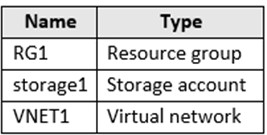 Name Type
RG1 Resource group
storage1 Storage account
VNET1 Virtual network